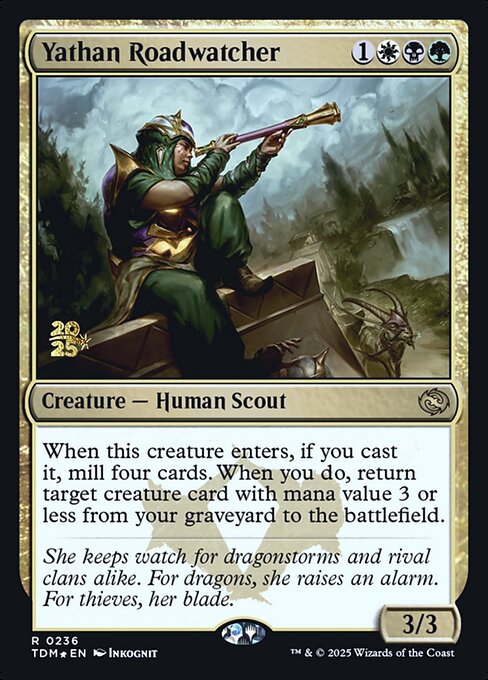 Yathan Roadwatcher
1
2025
Creature — Human Scout
When this creature enters, if you cast
it, mill four cards. When you do, return
target creature card with mana value 3 or
less from your graveyard to the battlefield.
She keeps watch for dragonstorms and rival
clans alike. For dragons, she raises an alarm.
For thieves, her blade.
3/3
R 0236
TDM★EN Inkognit
™ & © 2025 Wizards of the Coast